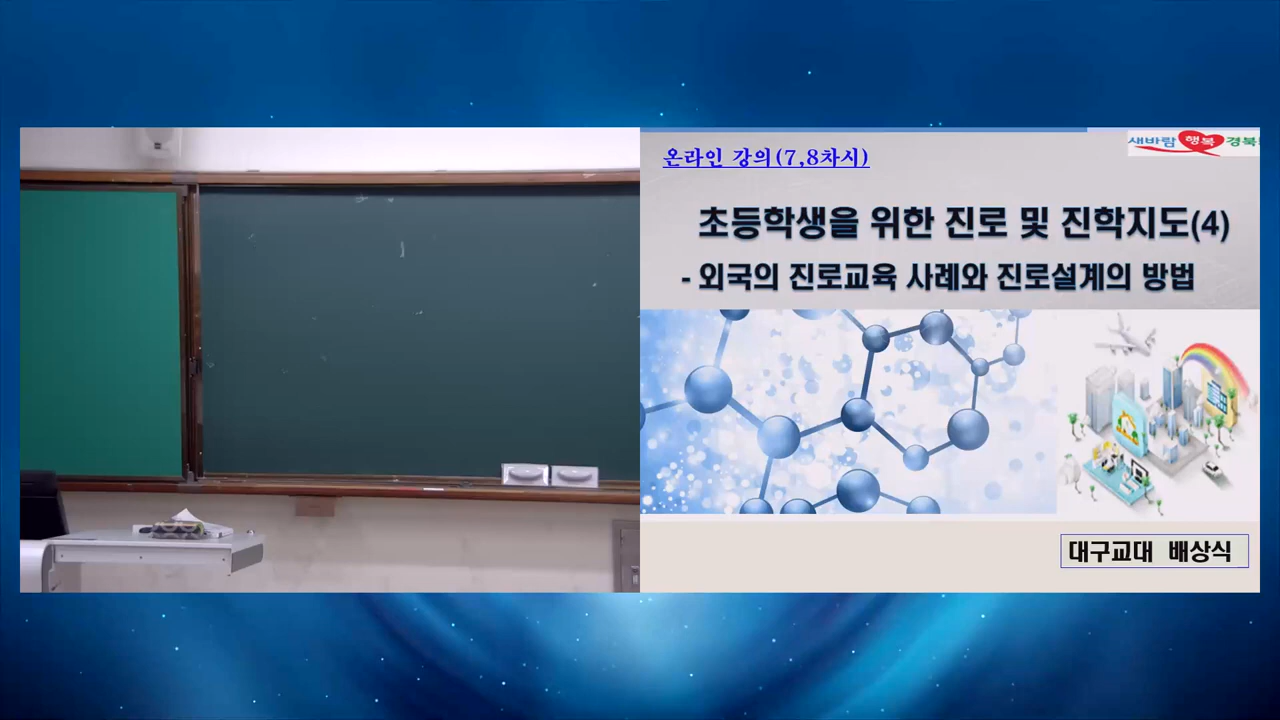 온라인 강의(7,8차시)
새바람 행복 경북
초등학생을 위한 진로 및 진학지도(4)
- 외국의 진로교육 사례와 진로설계의 방법
대구교대 배상식